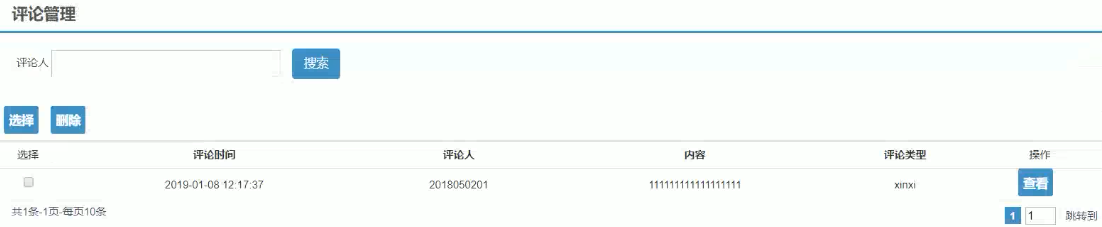 评论管理
评论人 搜索
选择 删除
选择 评论时间 评论人 内容 评论类型 操作
2019-01-08 12:17:37 2018050201 111111111111111111 xinxi 查看
共1条-1页-每页10条 1 1 跳转到